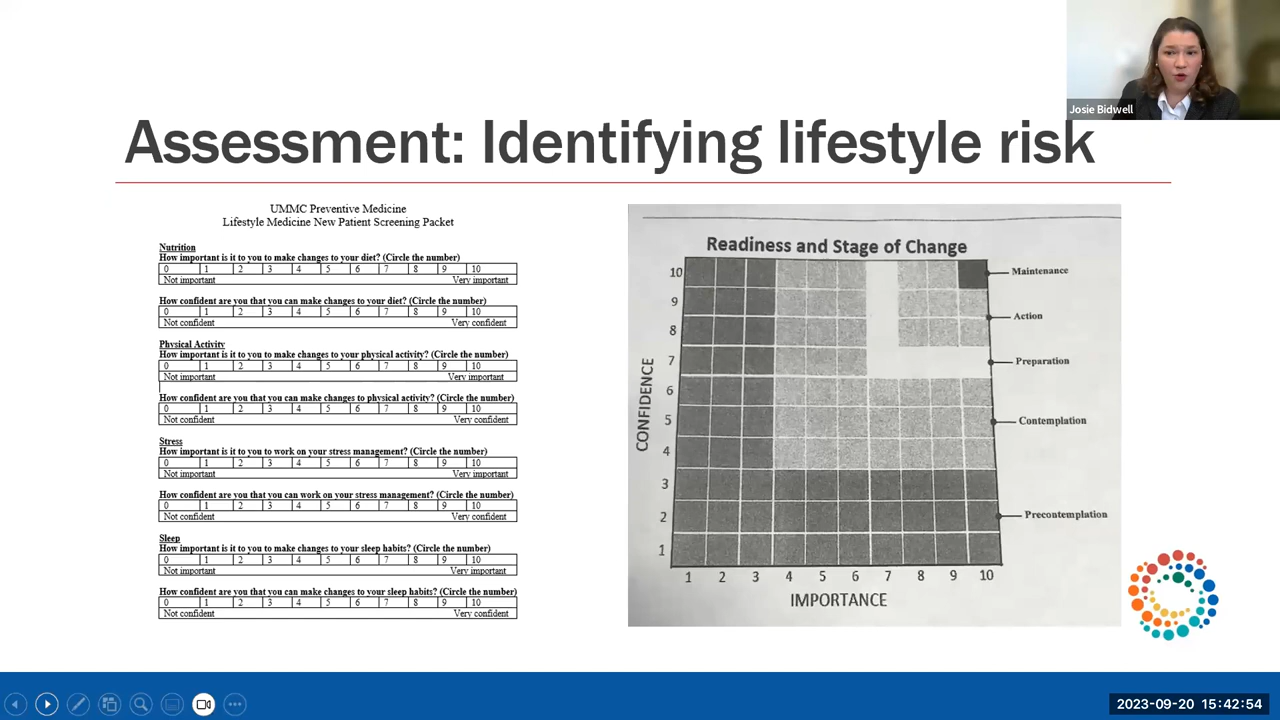 Josie Bidwell
Assessment: Identifying lifestyle risk
UMMC Preventive Medicine
Lifestyle Medicine New Patient Screening Packet
Nutrition
How important is it to you to make changes to your diet? (Circle the number)
0 1 2 3 4 5 6 7 8 9 10
Not important Very important
How confident are you that you can make changes to your diet? (Circle the number)
0 1 2 3 4 5 6 7 8 9 10
Not confident Very confident
Physical Activity
How important is it to you to make changes to your physical activity? (Circle the number)
0 1 2 3 4 5 6 7 8 9 10
Not important Very important
How confident are you that you can make changes to physical activity? (Circle the number)
0 1 2 3 4 5 6 7 8 9 10
Not confident Very confident
Stress
How important is it to you to work on your stress management? (Circle the number)
0 1 2 3 4 5 6 7 8 9 10
Not important Very important
How confident are you that you can work on your stress management? (Circle the number)
0 1 2 3 4 5 6 7 8 9 10
Not confident Very confident
Sleep
How important is it to you to make changes to your sleep habits? (Circle the number)
0 1 2 3 4 5 6 7 8 9 10
Not important Very important
How confident are you that you can make changes to your sleep habits? (Circle the number)
0 1 2 3 4 5 6 7 8 9 10
Not confident Very confident
Readiness and Stage of Change
CONFIDENCE
10
9
8
7
6
5
4
3
2
1
Maintenance
Action
Preparation
Contemplation
Precontemplation
1 2 3 4 5 6 7 8 9 10
IMPORTANCE
2023-09-20 15:42:54